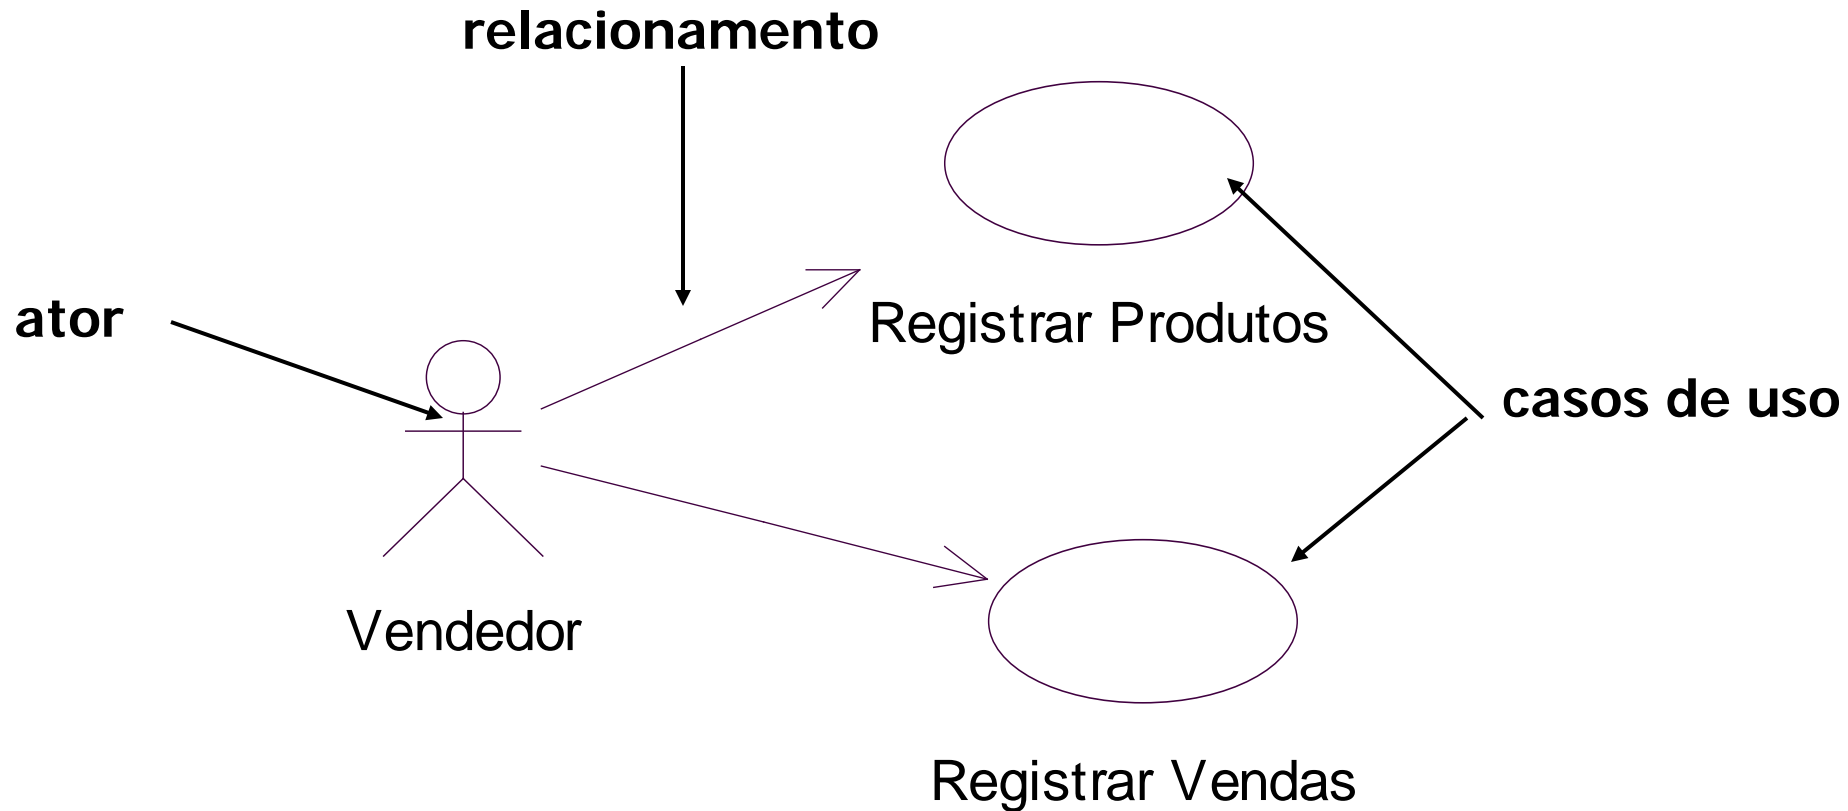 relacionamento
ator
Registrar Produtos
casos de uso
Vendedor
Registrar Vendas